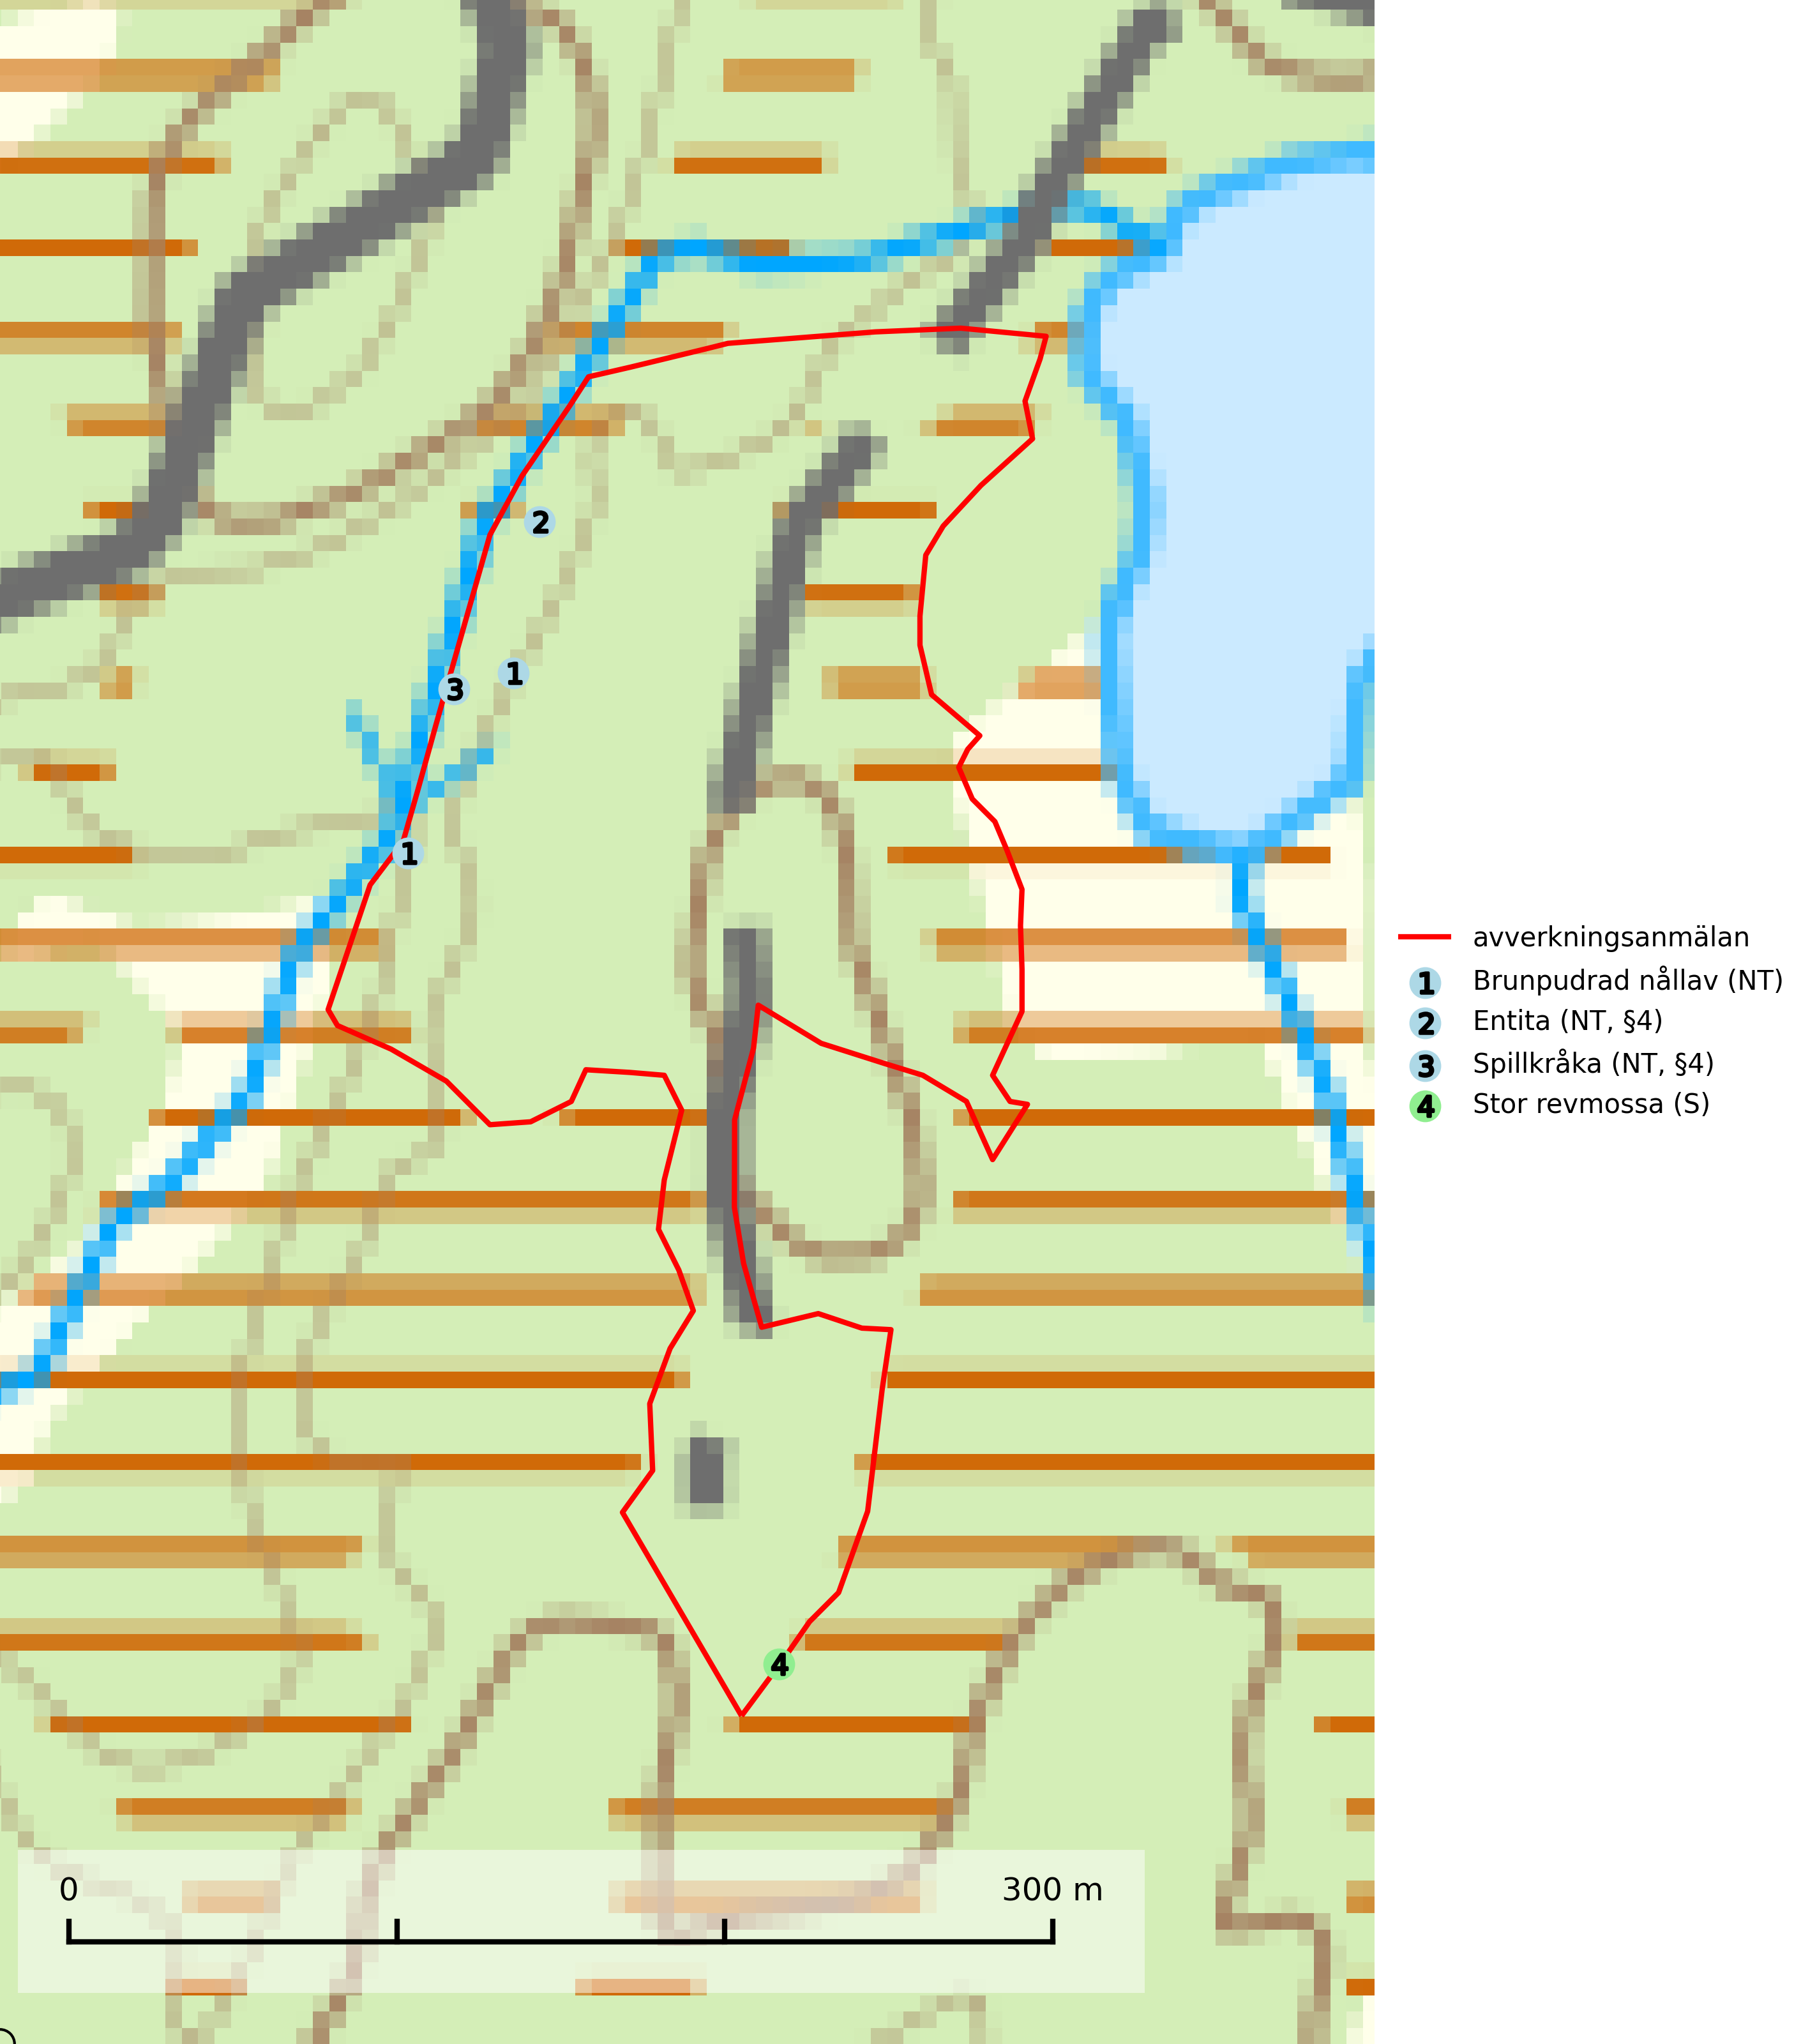 2
1
3
1
4
0
300 m
avverkningsanmälan
1 Brunpudrad nållav (NT)
2 Entita (NT, §4)
3 Spillkråka (NT, §4)
4 Stor revmossa (S)